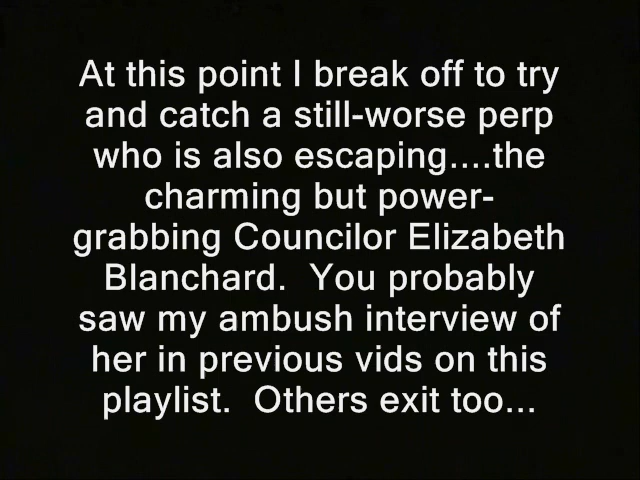 At this point I break off to try
and catch a still-worse perp
who is also escaping....the
charming but power-
grabbing Councilor Elizabeth
Blanchard.  You probably
saw my ambush interview of
her in previous vids on this
playlist.  Others exit too...